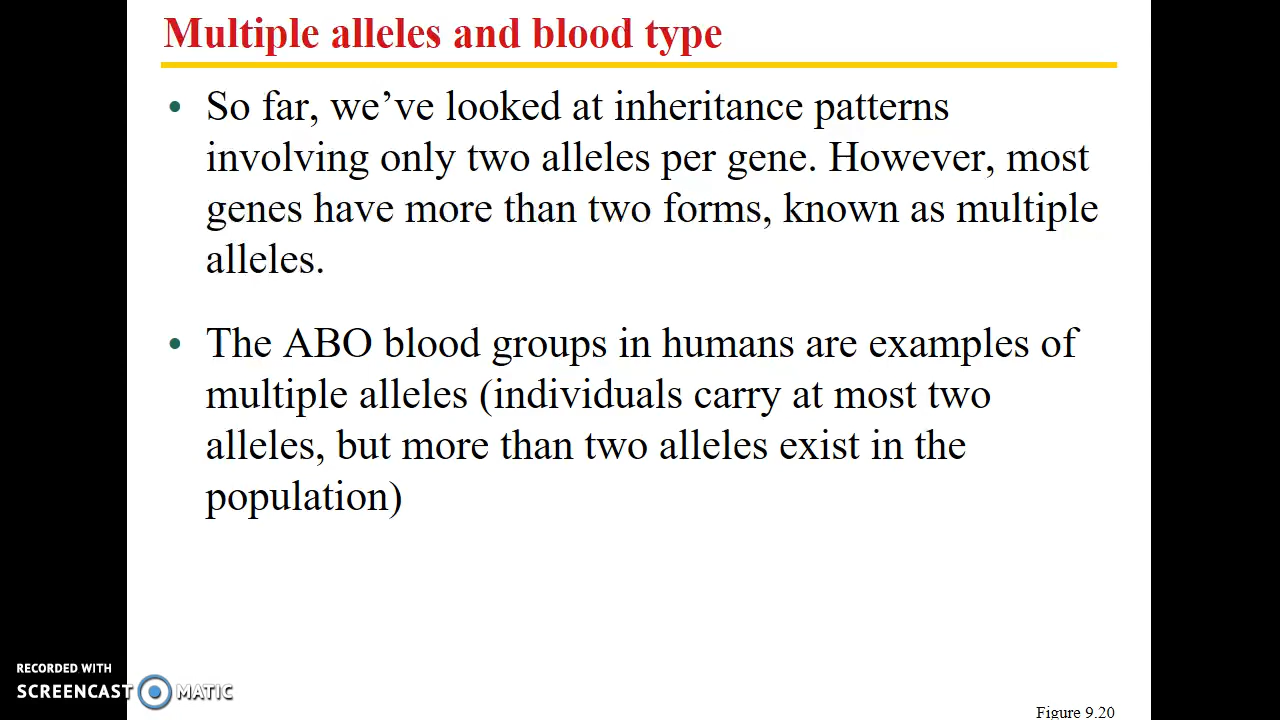 Multiple alleles and blood type
• So far, we’ve looked at inheritance patterns
involving only two alleles per gene. However, most
genes have more than two forms, known as multiple
alleles.
• The ABO blood groups in humans are examples of
multiple alleles (individuals carry at most two
alleles, but more than two alleles exist in the
population)
RECORDED WITH
SCREENCAST MATIC
Figure 9.20